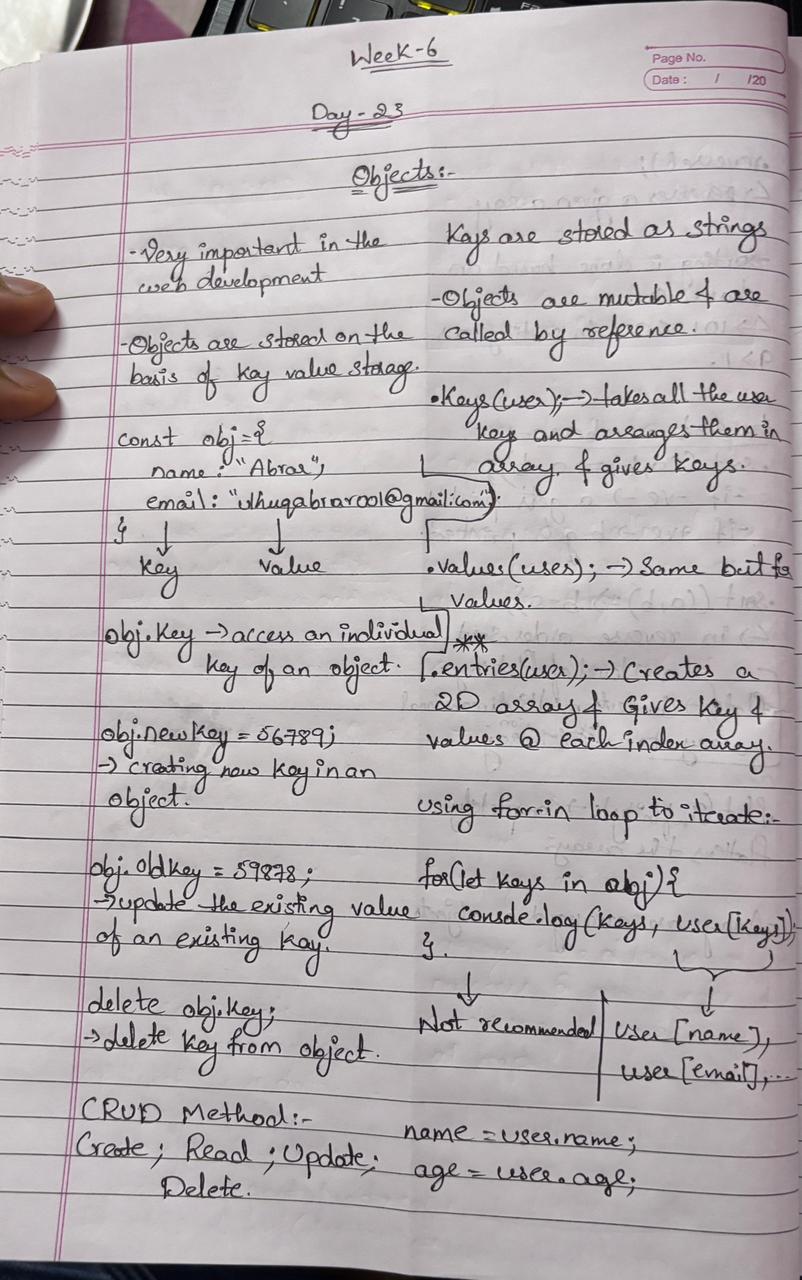 Week-6
Page No.
Date : / /20
Day-23
Objects:-
-Very important in the
web development
-Objects are stored on the
basis of key value storage.
const obj={
name: "Abrar",
email: "ulhuqabrar001@gmail.com"
}
Key Value
obj.key → access an individual
key of an object.
obj.newkey = 56789;
→ creating new key in an
object.
obj.oldkey = 59878;
→update the existing value
of an existing key.
delete obj.key;
→delete key from object.
CRUD Method:-
Create; Read; Update;
Delete.
Keys are stored as strings
-Objects are mutable & are
called by reference.
.Keys(user); → takes all the user
keys and arranges them in
array & gives keys.
.values(user); → Same but for
values.
**
.entries(user); → Creates a
2D array & Gives key &
values @ each index array.
using for-in loop to iterate:-
for(let keys in obj){
console.log(keys, user[keys]);
}.
Not recommended
user [name],
user [email],...
name = user.name;
age = user.age;